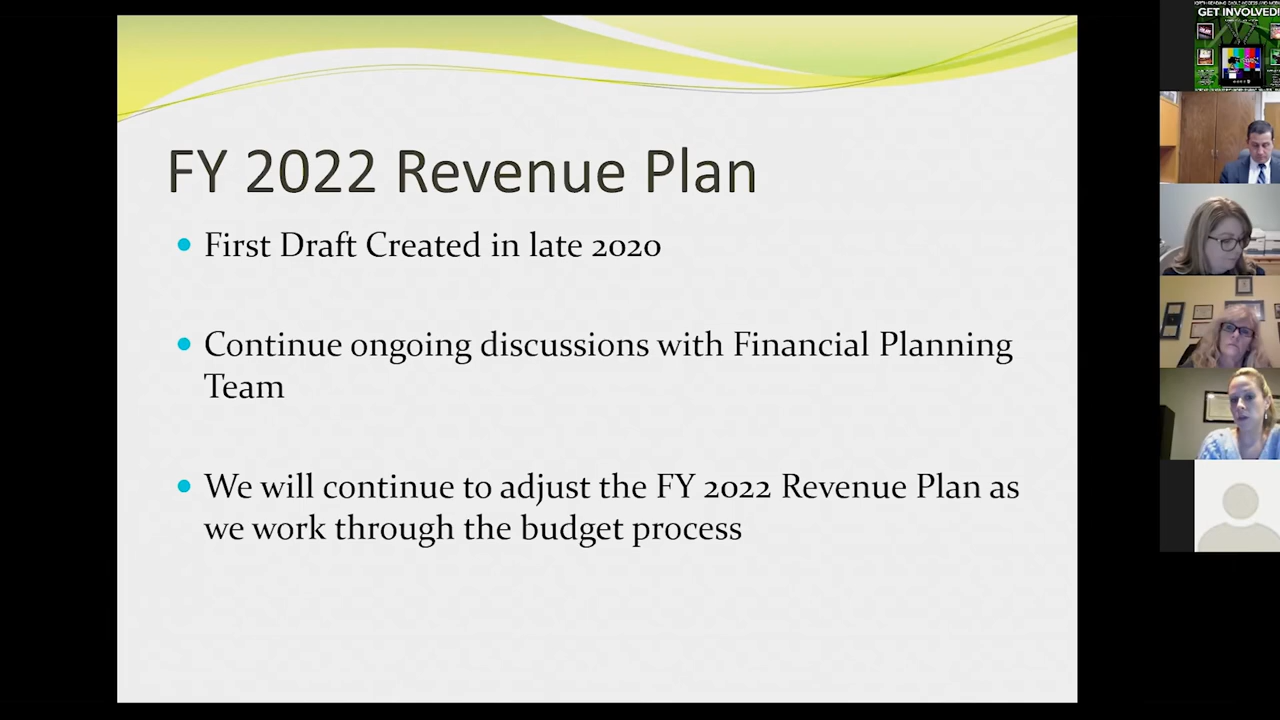 FY 2022 Revenue Plan
First Draft Created in late 2020
Continue ongoing discussions with Financial Planning
Team
We will continue to adjust the FY 2022 Revenue Plan as
we work through the budget process
GET INVOLVED!